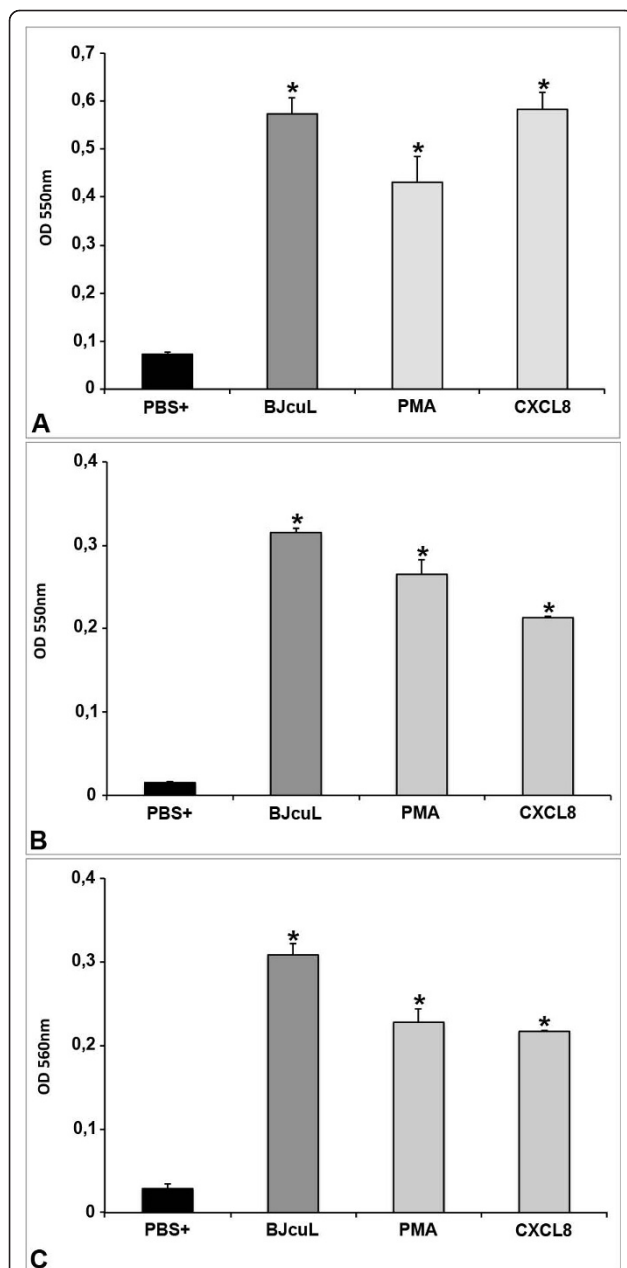 0,7
0,6
0,5
0,4
0,3
0,2
0,1
0
OD 550nm
* * *
PBS+ BJcuL PMA CXCL8
A
0,4
0,3
0,2
0,1
0
OD 550nm
* * *
PBS+ BJcuL PMA CXCL8
B
0,4
0,3
0,2
0,1
0
OD 560nm
* * *
PBS+ BJcuL PMA CXCL8
C